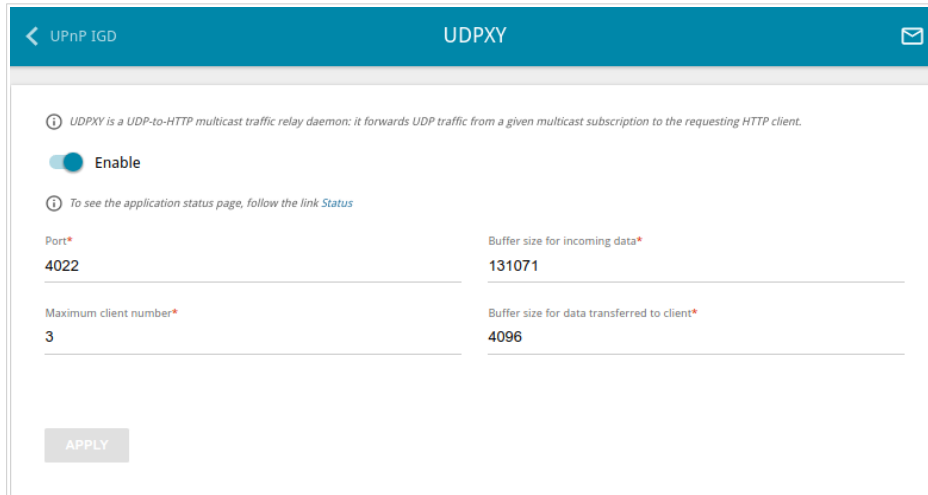 UPnP IGD
UDPXY
UDPXY is a UDP-to-HTTP multicast traffic relay daemon: it forwards UDP traffic from a given multicast subscription to the requesting HTTP client.
Enable
To see the application status page, follow the link Status
Port*
Buffer size for incoming data*
4022
131071
Maximum client number*
Buffer size for data transferred to client*
3
4096
APPLY